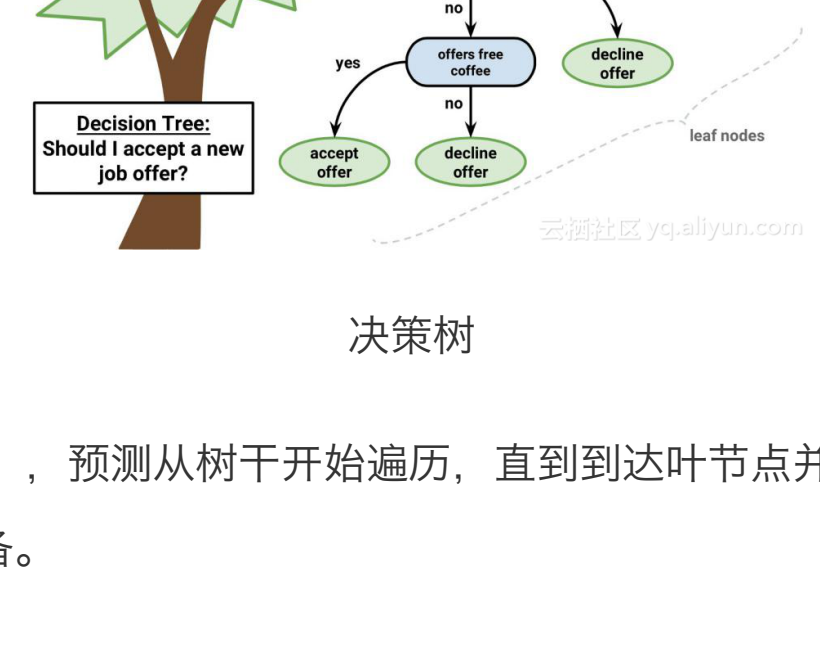 no
offers free
coffee
yes
decline
offer
no
leaf nodes
Decision Tree:
Should I accept a new
job offer?
accept
offer
decline
offer
云栖社区 yq.aliyun.com
决策树
，预测从树干开始遍历，直到到达叶节点并
备。